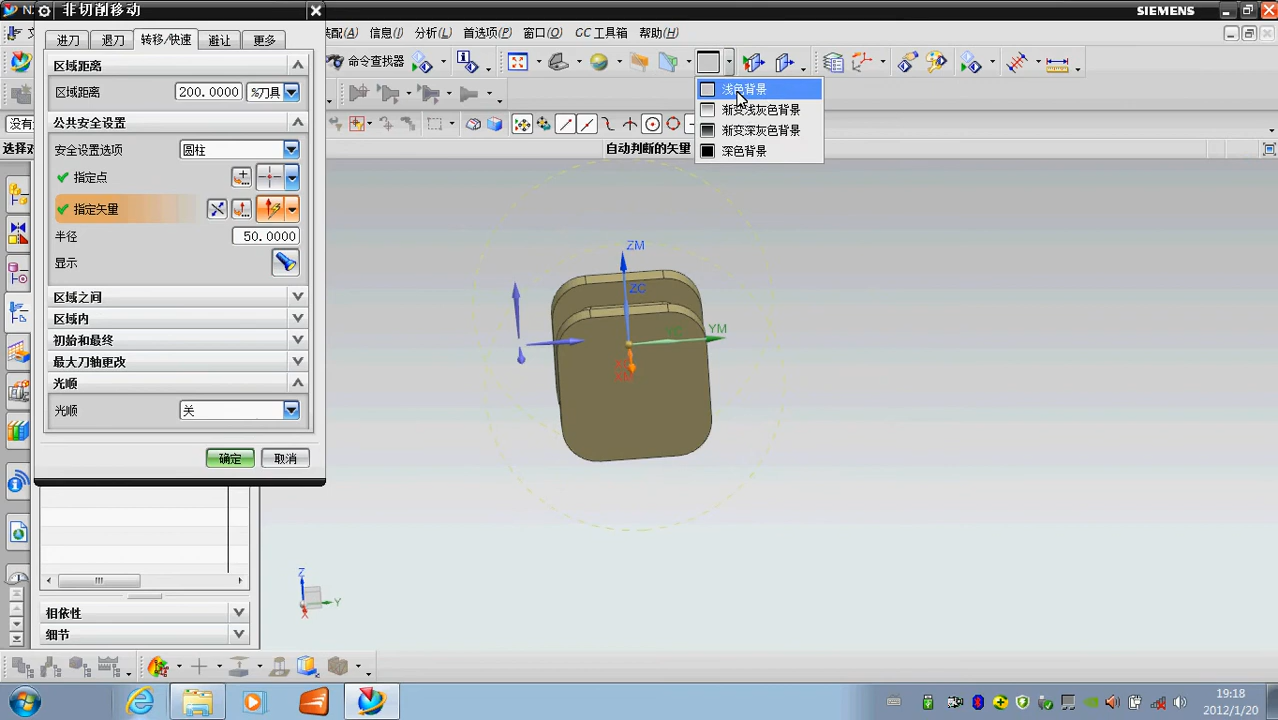 非切削移动
SIEMENS
信息(I) 分析(L) 首选项(P) 窗口(O) CC 工具箱 帮助(H)
命令查找器
进刀 退刀 转移/快速 避让 更多
区域距离
区域距离 200.0000 %刀具
公共安全设置
安全设置选项 圆柱
指定点
指定矢量
半径 50.0000
显示
区域之间
区域内
初始和最终
最大刀轴更改
光顺
光顺 关
确定 取消
浅色背景
渐变浅灰色背景
渐变深灰色背景
深色背景
自动判断的矢量
ZM
ZC
YM
Z
Y
X
相依性
细节
19:18
2012/1/20